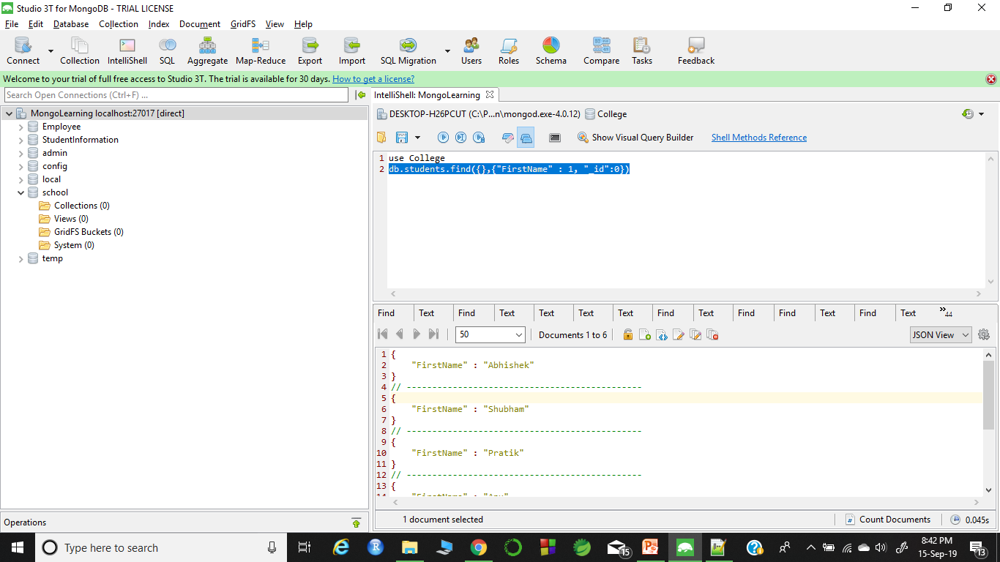 Studio 3T for MongoDB - TRIAL LICENSE
File Edit Database Collection Index Document GridFS View Help
Connect Collection IntelliShell SQL Aggregate Map-Reduce Export Import SQL Migration Users Roles Schema Compare Tasks Feedback
Welcome to your trial of full free access to Studio 3T. The trial is available for 30 days. How to get a license?
Search Open Connections (Ctrl+F) ...
MongoLearning localhost:27017 [direct]
Employee
StudentInformation
admin
config
local
school
Collections (0)
Views (0)
GridFS Buckets (0)
System (0)
temp
Operations
IntelliShell: MongoLearning
DESKTOP-H26PCUT (C:\P...n\mongod.exe-4.0.12) College
Show Visual Query Builder Shell Methods Reference
1 use College
2 db.students.find({},{"FirstName" : 1, "_id":0})
Find Text Find Text Text Text Text Find Text Find Find Text Find Text 44
50 Documents 1 to 6 JSON View
1 {
2 "FirstName" : "Abhishek"
3 }
4 // ----------------------------------------------
5 {
6 "FirstName" : "Shubham"
7 }
8 // ----------------------------------------------
9 {
10 "FirstName" : "Pratik"
11 }
12 // ----------------------------------------------
13 {
14 "FirstName" :
1 document selected Count Documents 0.045s
Type here to search 15 8:42 PM
15-Sep-19 13